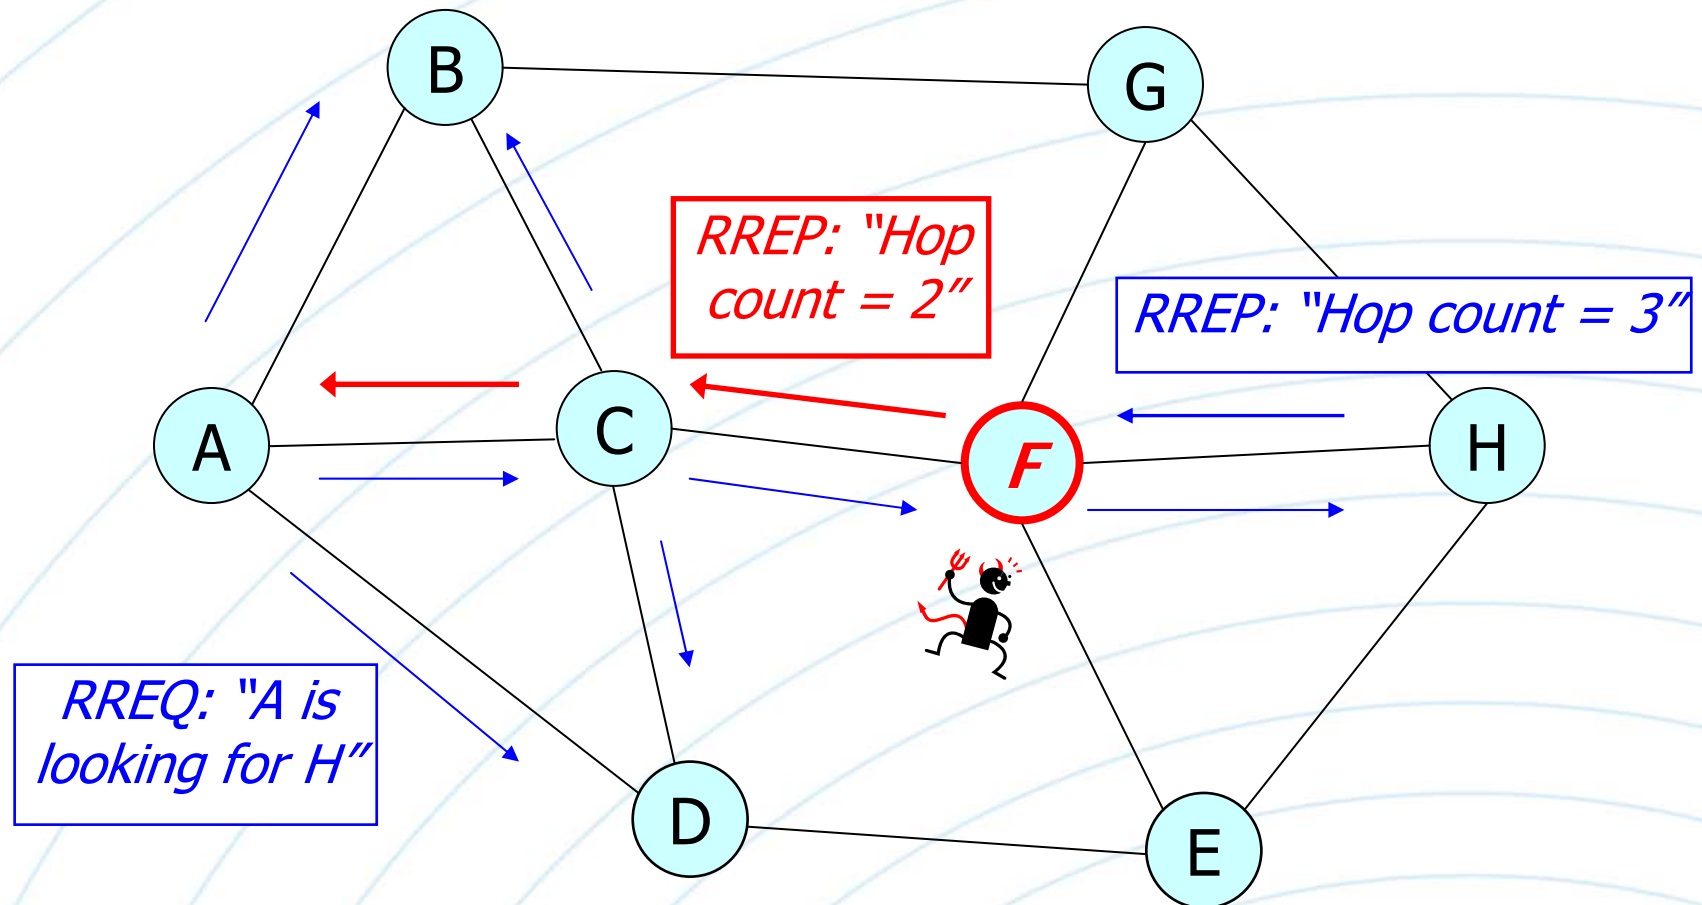 B
G
RREP: “Hop
count = 2”
RREP: “Hop count = 3”
A
C
F
H
RREQ: “A is
looking for H”
D
E